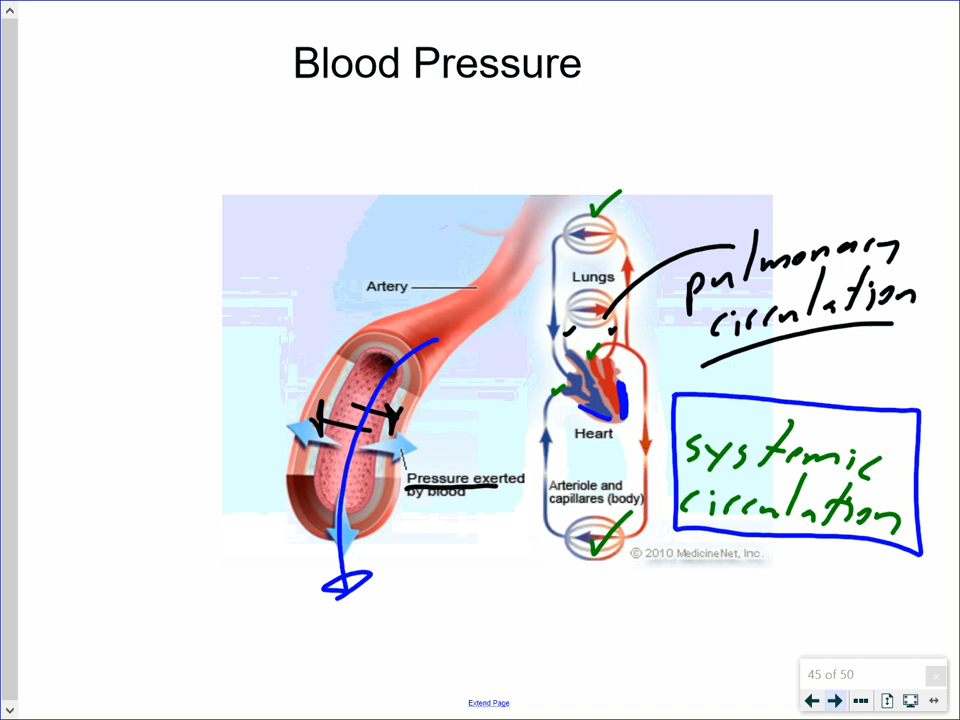 Blood Pressure
Artery
Lungs
pulmonary
circulation
Heart
Pressure exerted
by blood
Arteriole and
capillares (body)
systemic
circulation
© 2010 MedicineNet, Inc.
45 of 50
Extend Page